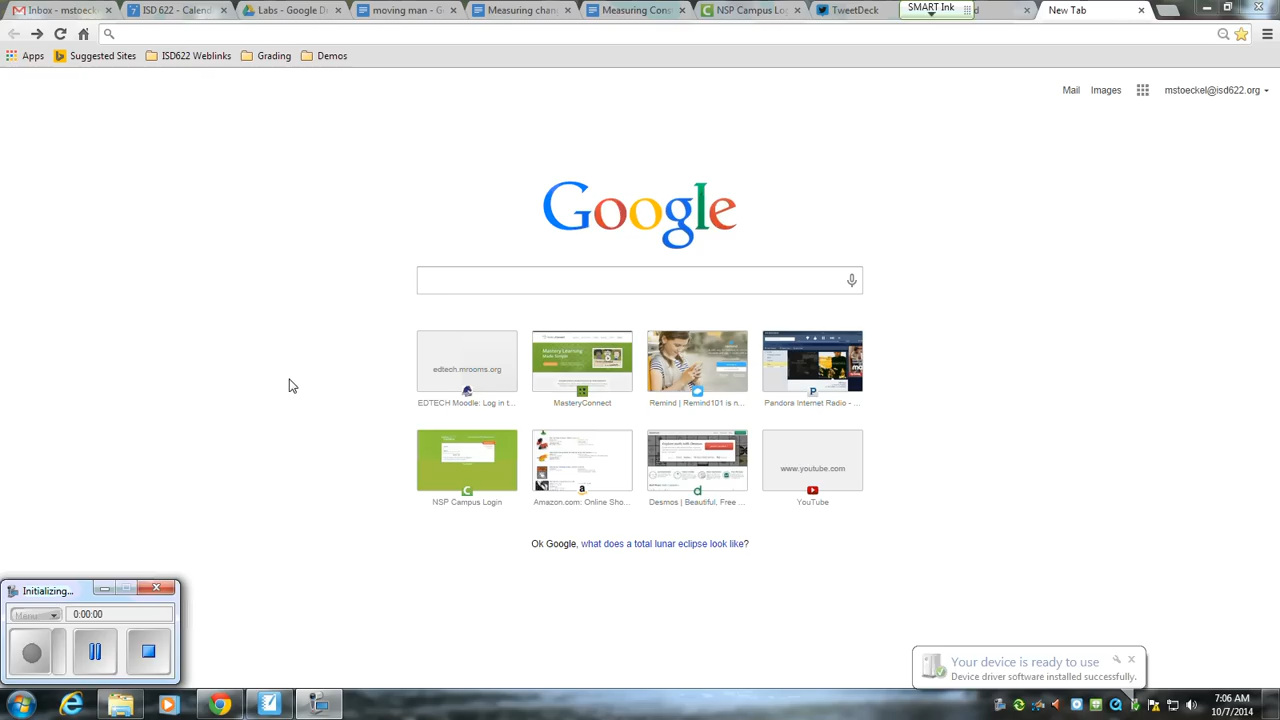 Inbox - mstoeck
ISD 622 - Calend
Labs - Google D
moving man - G
Measuring chan
Measuring Cons
NSP Campus Lo
TweetDeck
SMART Ink
New Tab
Apps
Suggested Sites
ISD622 Weblinks
Grading
Demos
Mail
Images
mstoeckel@isd622.org
Google
edtech.mrooms.org
EDTECH Moodle: Log in t...
MasteryConnect
Remind | Remind101 is n...
Pandora Internet Radio - ...
www.youtube.com
NSP Campus Login
Amazon.com: Online Sho...
Desmos | Beautiful, Free ...
YouTube
Ok Google, what does a total lunar eclipse look like?
Initializing...
Menu
0:00:00
Your device is ready to use
Device driver software installed successfully.
7:06 AM
10/7/2014